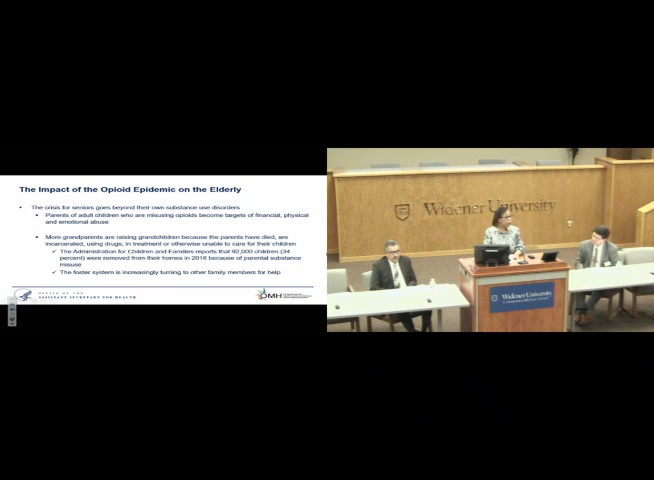 The Impact of the Opioid Epidemic on the Elderly
The crisis for seniors goes beyond their own substance use disorders
Parents of adult children who are misusing opioids become targets of financial, physical
and emotional abuse
More grandparents are raising grandchildren because the parents have died, are
incarcerated, using drugs, in treatment or otherwise unable to care for their children
✓ The Administration for Children and Families reports that 92,000 children (34
percent) were removed from their homes in 2016 because of parental substance
misuse
✓ The foster system is increasingly turning to other family members for help
OFFICE OF THE
ASSISTANT SECRETARY FOR HEALTH
OMH
Widener University
Widener University